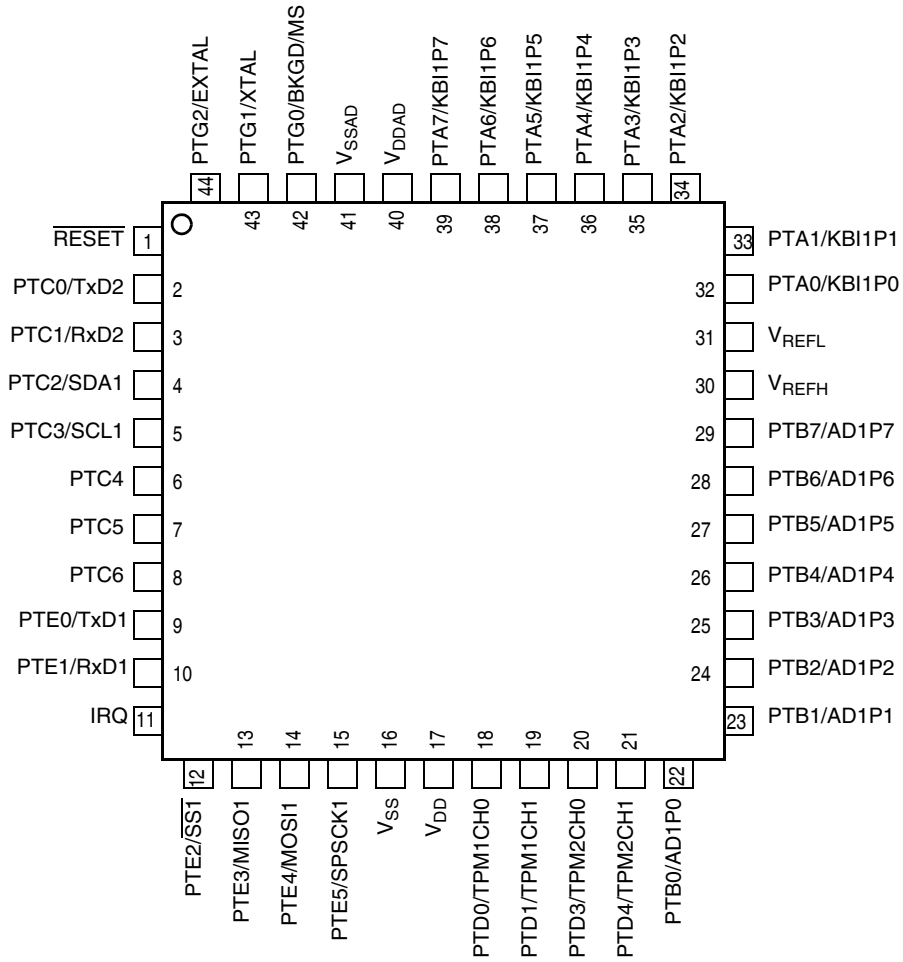 PTG2/EXTAL
PTG1/XTAL
PTG0/BKGD/MS
VSSAD
VDDAD
PTA7/KBI1P7
PTA6/KBI1P6
PTA5/KBI1P5
PTA4/KBI1P4
PTA3/KBI1P3
PTA2/KBI1P2
44
43
42
41
40
39
38
37
36
35
34
RESET 1
PTC0/TxD2 2
PTC1/RxD2 3
PTC2/SDA1 4
PTC3/SCL1 5
PTC4 6
PTC5 7
PTC6 8
PTE0/TxD1 9
PTE1/RxD1 10
IRQ 11
33 PTA1/KBI1P1
32 PTA0/KBI1P0
31 VREFL
30 VREFH
29 PTB7/AD1P7
28 PTB6/AD1P6
27 PTB5/AD1P5
26 PTB4/AD1P4
25 PTB3/AD1P3
24 PTB2/AD1P2
23 PTB1/AD1P1
12
13
14
15
16
17
18
19
20
21
22
PTE2/SS1
PTE3/MISO1
PTE4/MOSI1
PTE5/SPSCK1
VSS
VDD
PTD0/TPM1CH0
PTD1/TPM1CH1
PTD3/TPM2CH0
PTD4/TPM2CH1
PTB0/AD1P0